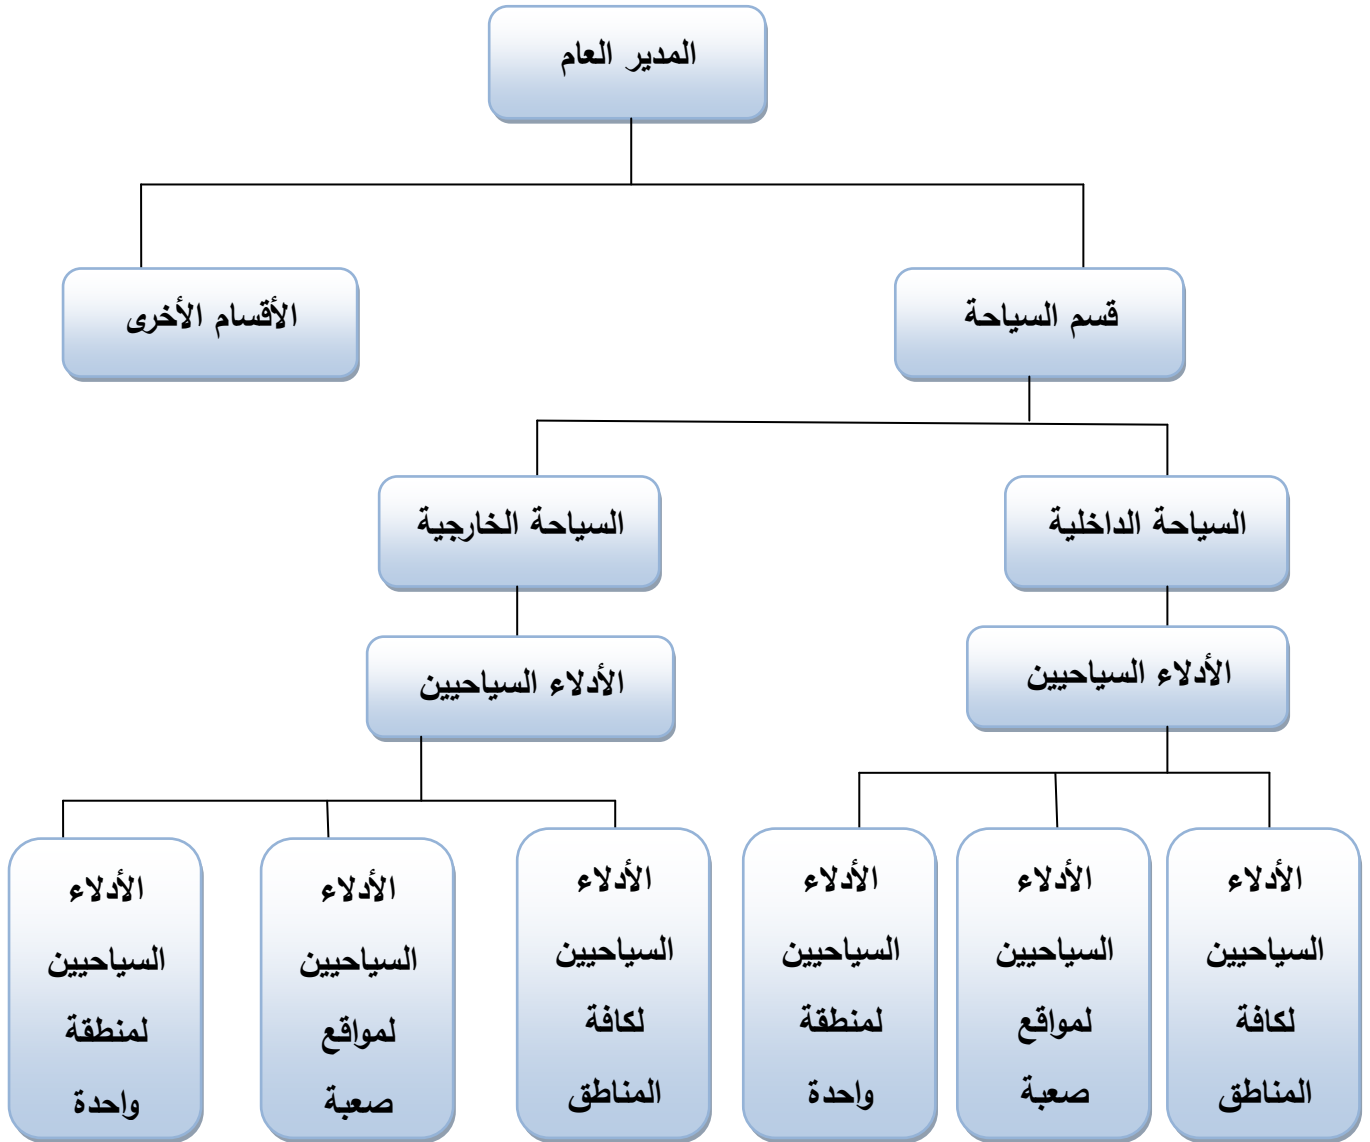 المدير العام
قسم السياحة
الأقسام الأخرى
السياحة الداخلية
السياحة الخارجية
الأدلاء السياحيين
الأدلاء السياحيين
الأدلاء
السياحيين
لكافة
المناطق
الأدلاء
السياحيين
لمواقع
صعبة
الأدلاء
السياحيين
لمنطقة
واحدة
الأدلاء
السياحيين
لكافة
المناطق
الأدلاء
السياحيين
لمواقع
صعبة
الأدلاء
السياحيين
لمنطقة
واحدة